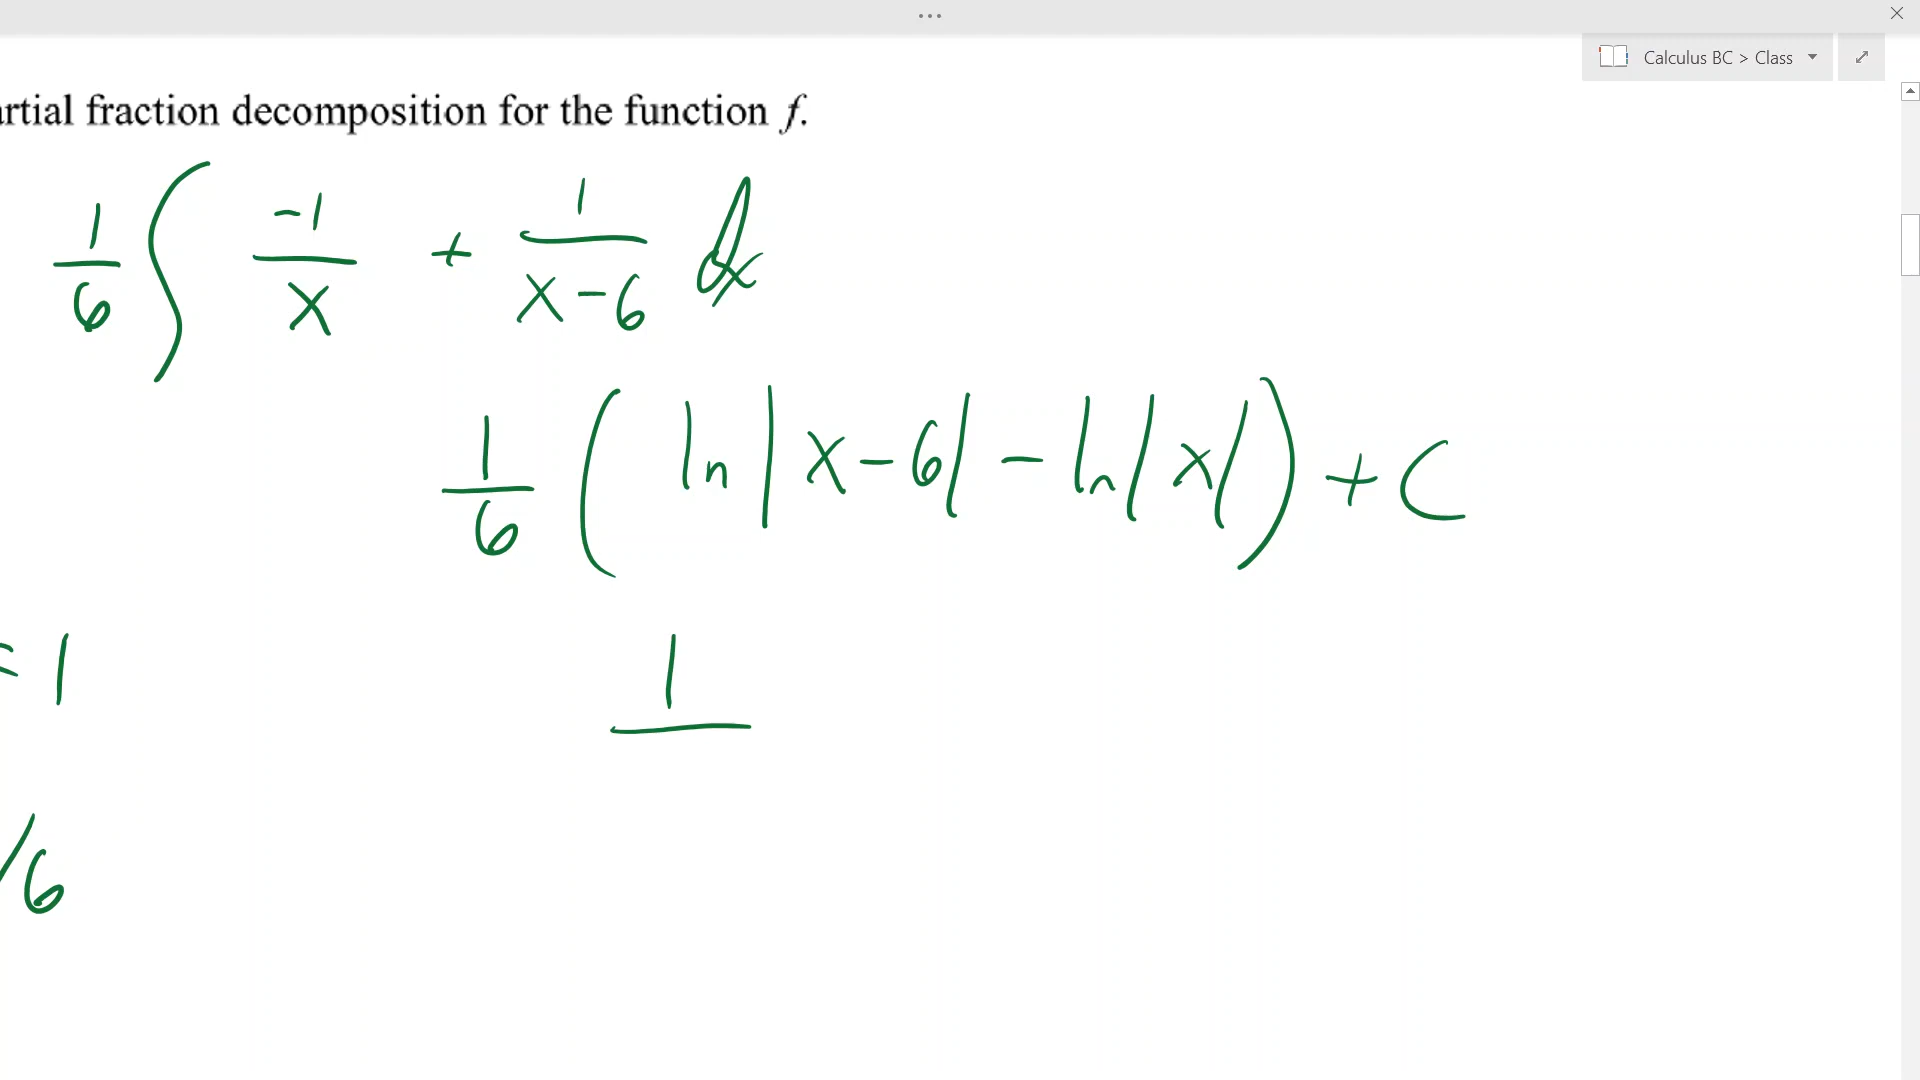 Calculus BC > Class
rtial fraction decomposition for the function f.
1/6 ∫ -1/x + 1/(x-6) dx
1/6 ( ln|x-6| - ln|x| ) + C
= 1
1
/6